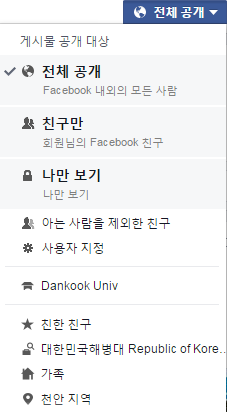 전체 공개
게시물 공개 대상
전체 공개
Facebook 내외의 모든 사람
친구만
회원님의 Facebook 친구
나만 보기
나만 보기
아는 사람을 제외한 친구
사용자 지정
Dankook Univ
친한 친구
대한민국해병대 Republic of Kore...
가족
천안 지역